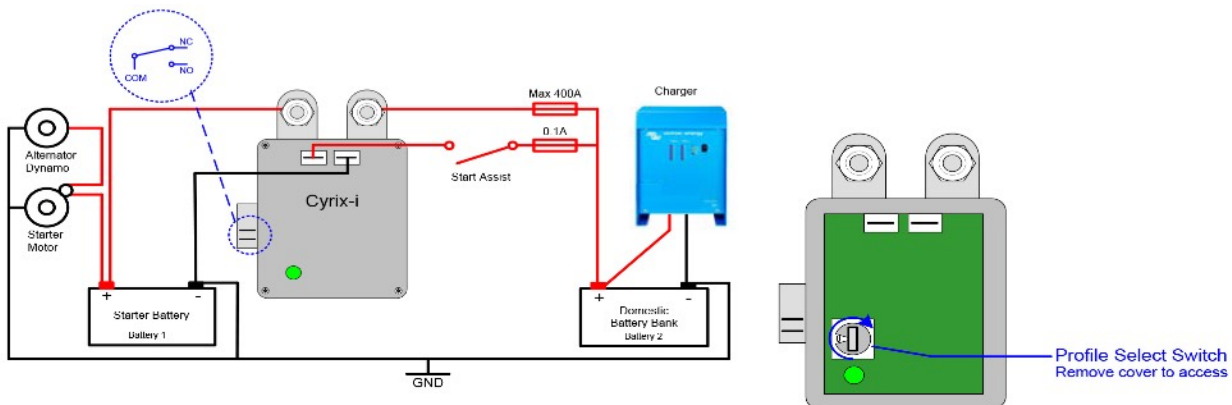 NC
COM
NO
Max 400A
Charger
0.1A
Alternator
Dynamo
Start Assist
Cyrix-i
Starter
Motor
+ -
Starter Battery
Battery 1
+ -
Domestic
Battery Bank
Battery 2
GND
Profile Select Switch
Remove cover to access